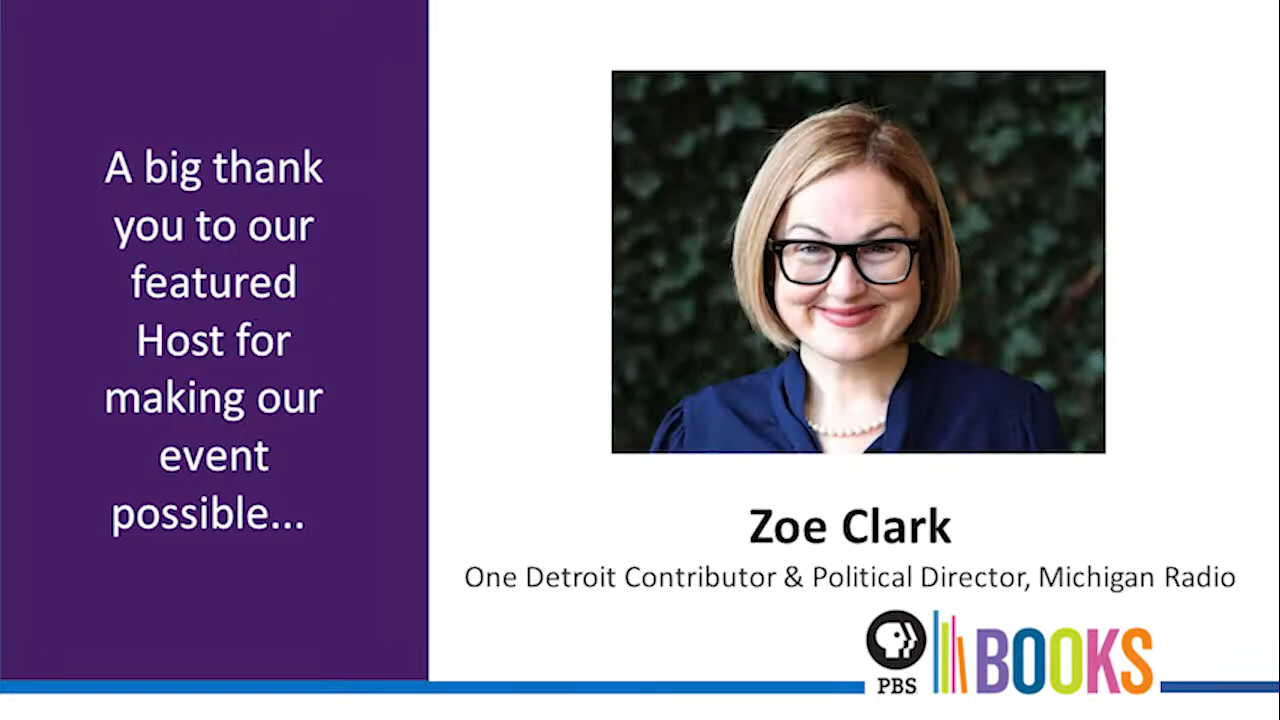 A big thank
you to our
featured
Host for
making our
event
possible...
Zoe Clark
One Detroit Contributor & Political Director, Michigan Radio
PBS
BOOKS